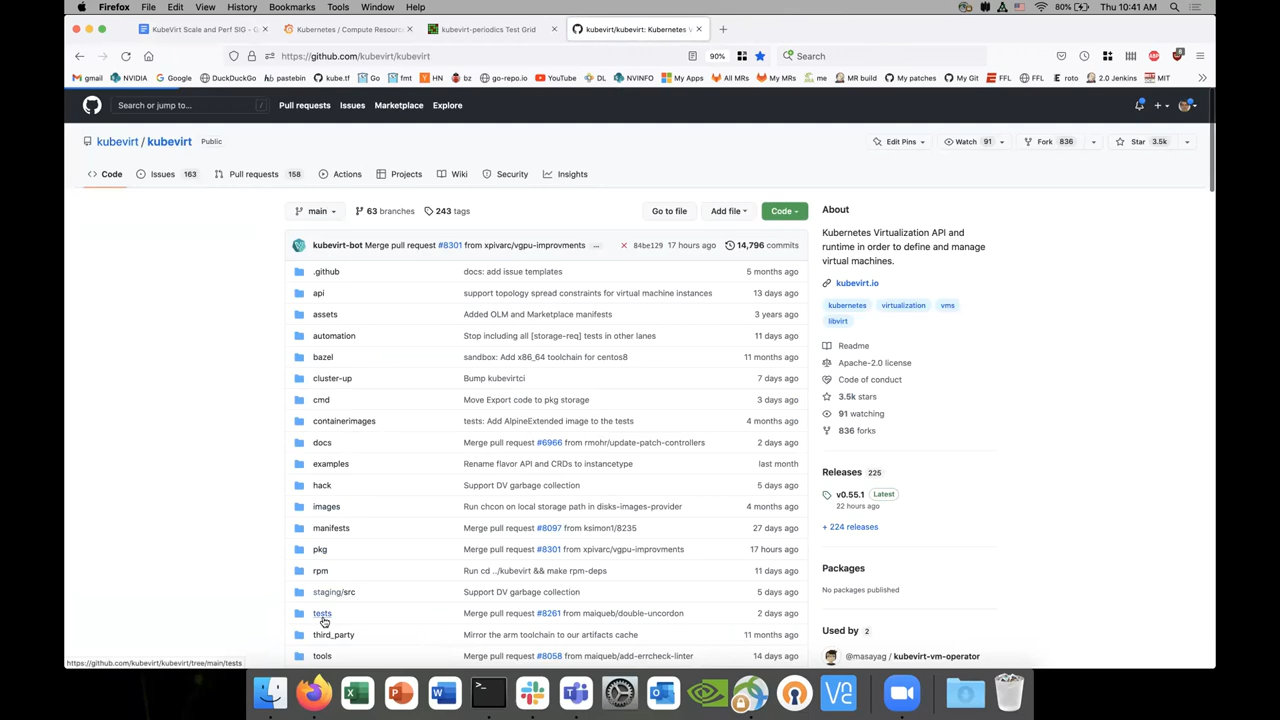 Firefox File Edit View History Bookmarks Tools Window Help 80% Thu 10:41 AM
KubeVirt Scale and Perf SIG - Kubernetes / Compute Resourc kubevirt-periodics Test Grid kubevirt/kubevirt: Kubernetes V
https://github.com/kubevirt/kubevirt 90% Search
gmail NVIDIA Google DuckDuckGo pastebin kube.tf Go fmt HN bz go-repo.io YouTube DL NVINFO My Apps All MRs My MRs me MR build My patches My Git FFL FFL roto 2.0 Jenkins MIT
Search or jump to... / Pull requests Issues Marketplace Explore
kubevirt / kubevirt Public Edit Pins Watch 91 Fork 836 Star 3.5k
Code Issues 163 Pull requests 158 Actions Projects Wiki Security Insights
main 63 branches 243 tags Go to file Add file Code
kubevirt-bot Merge pull request #8301 from xpivarc/vgpu-improvments ... 84be129 17 hours ago 14,796 commits
.github docs: add issue templates 5 months ago
api support topology spread constraints for virtual machine instances 13 days ago
assets Added OLM and Marketplace manifests 3 years ago
automation Stop including all [storage-req] tests in other lanes 11 days ago
bazel sandbox: Add x86_64 toolchain for centos8 11 months ago
cluster-up Bump kubevirtci 7 days ago
cmd Move Export code to pkg storage 3 days ago
containerimages tests: Add AlpineExtended image to the tests 4 months ago
docs Merge pull request #6966 from rmohr/update-patch-controllers 2 days ago
examples Rename flavor API and CRDs to instancetype last month
hack Support DV garbage collection 5 days ago
images Run chcon on local storage path in disks-images-provider 4 months ago
manifests Merge pull request #8097 from ksimon1/8235 27 days ago
pkg Merge pull request #8301 from xpivarc/vgpu-improvments 17 hours ago
rpm Run cd ../kubevirt && make rpm-deps 11 days ago
staging/src Support DV garbage collection 5 days ago
tests Merge pull request #8261 from maiqueb/double-uncordon 2 days ago
third_party Mirror the arm toolchain to our artifacts cache 11 months ago
tools Merge pull request #8058 from maiqueb/add-errcheck-linter 14 days ago
About
Kubernetes Virtualization API and
runtime in order to define and manage
virtual machines.
kubevirt.io
kubernetes virtualization vms
libvirt
Readme
Apache-2.0 license
Code of conduct
3.5k stars
91 watching
836 forks
Releases 225
v0.55.1 Latest
22 hours ago
+ 224 releases
Packages
No packages published
Used by 2
@masayag / kubevirt-vm-operator
https://github.com/kubevirt/kubevirt/tree/main/tests